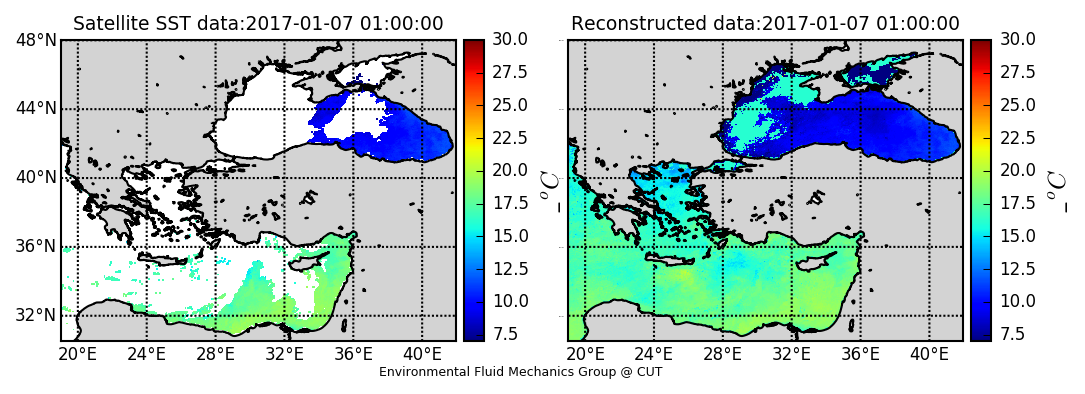 Satellite SST data:2017-01-07 01:00:00
Reconstructed data:2017-01-07 01:00:00
48°N
44°N
40°N
36°N
32°N
20°E 24°E 28°E 32°E 36°E 40°E
30.0
27.5
25.0
22.5
20.0
17.5
15.0
12.5
10.0
7.5
_°C
20°E 24°E 28°E 32°E 36°E 40°E
30.0
27.5
25.0
22.5
20.0
17.5
15.0
12.5
10.0
7.5
_°C
Environmental Fluid Mechanics Group @ CUT